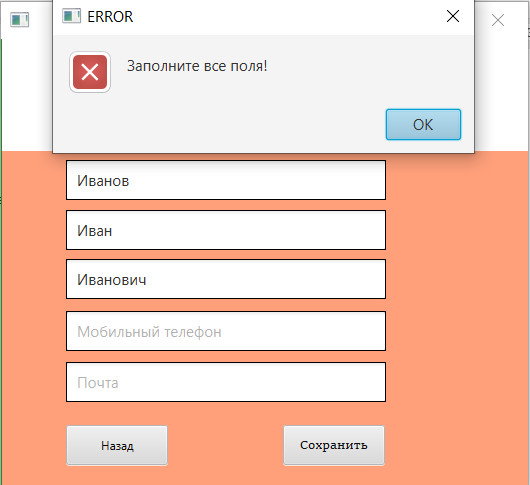 ERROR
Заполните все поля!
OK
Иванов
Иван
Иванович
Мобильный телефон
Почта
Назад
Сохранить